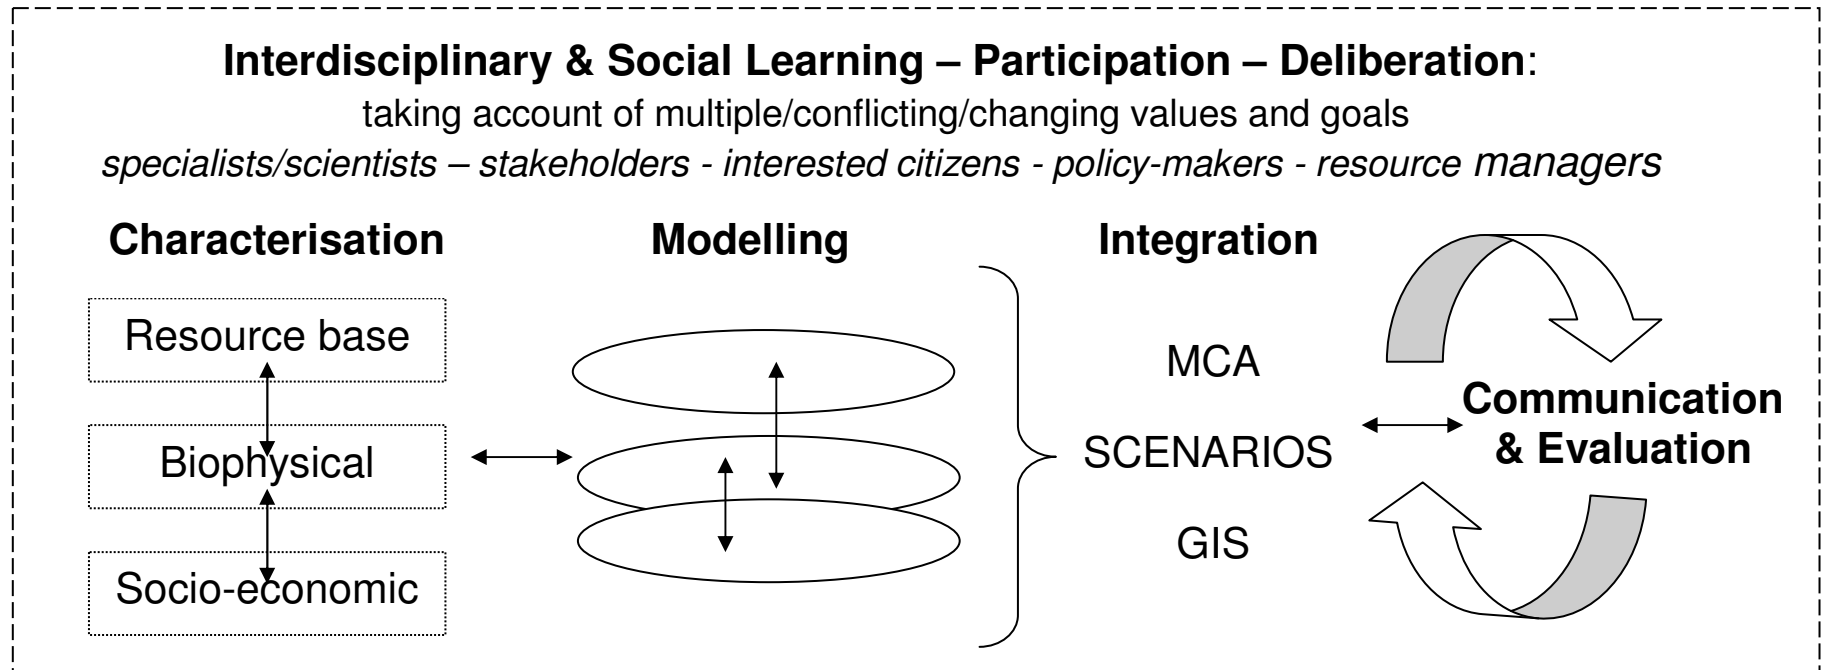 Interdisciplinary & Social Learning – Participation – Deliberation:
taking account of multiple/conflicting/changing values and goals
specialists/scientists – stakeholders - interested citizens - policy-makers - resource managers
Characterisation
Modelling
Integration
Resource base
Biophysical
Socio-economic
MCA
SCENARIOS
GIS
Communication
& Evaluation